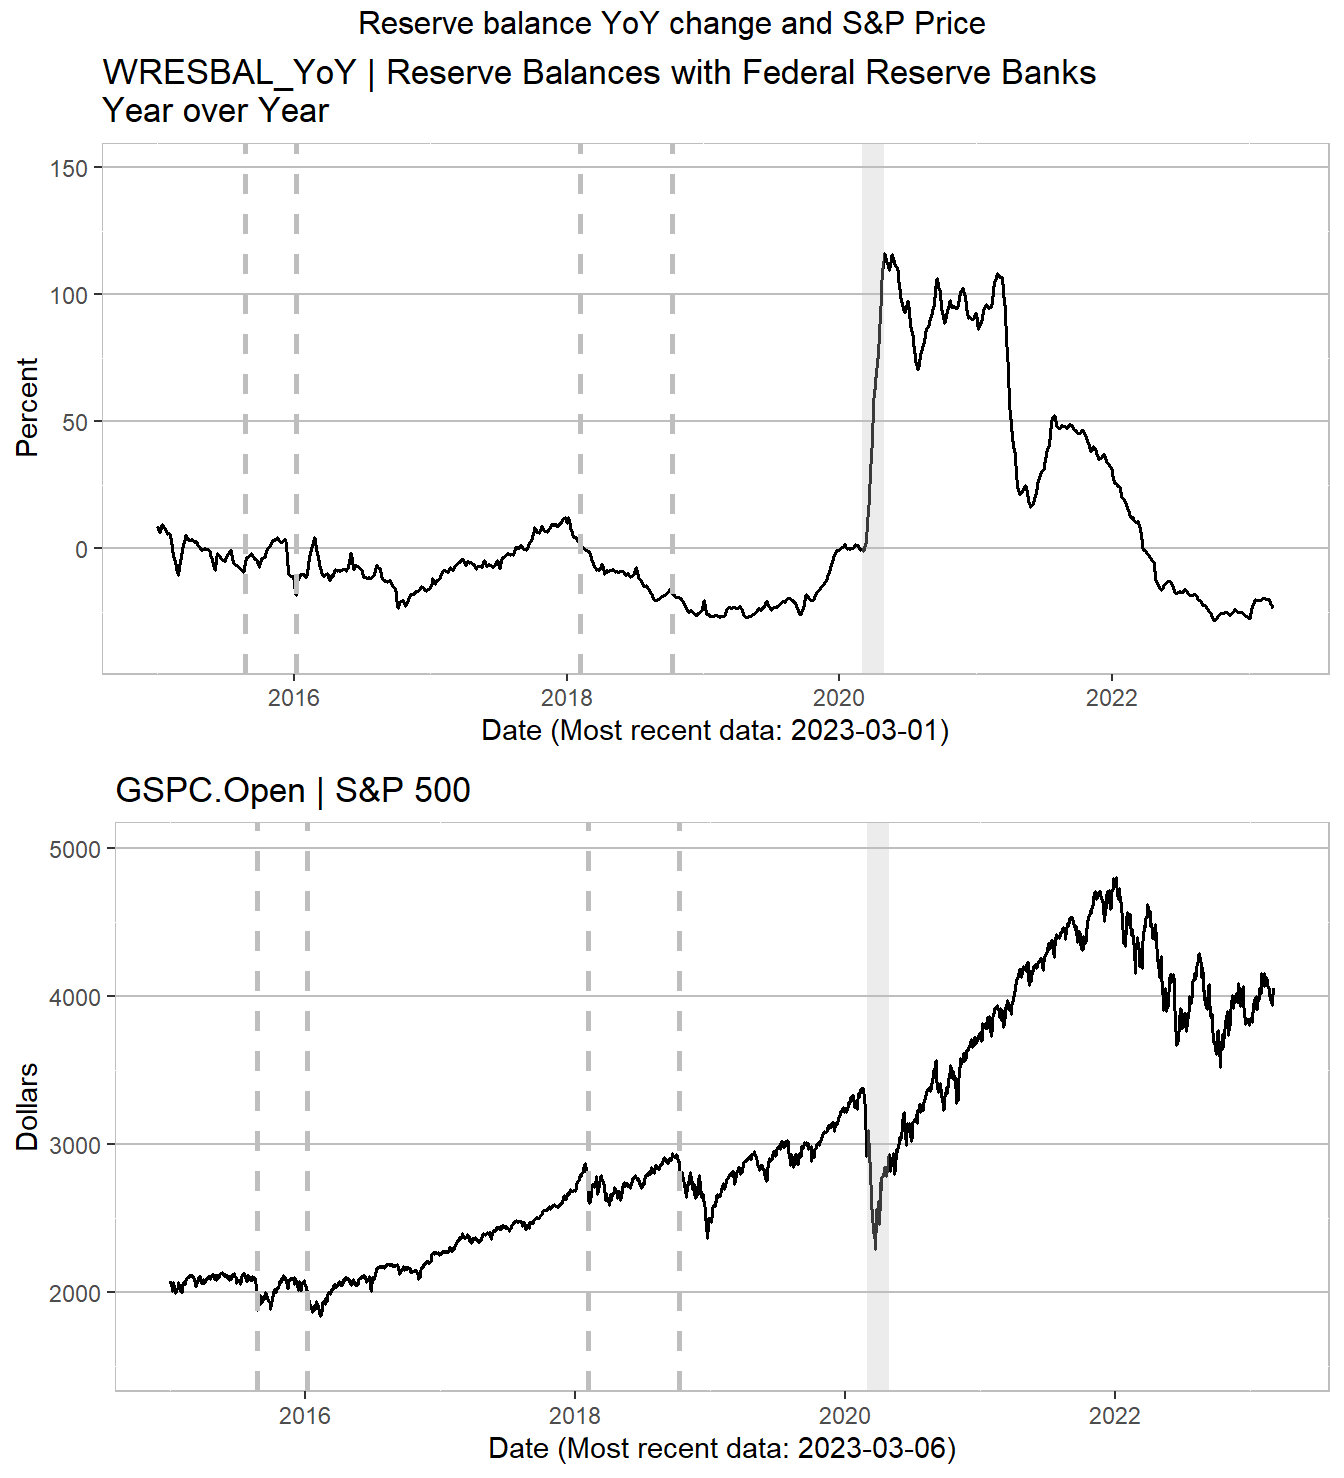 Reserve balance YoY change and S&P Price
WRESBAL_YoY | Reserve Balances with Federal Reserve Banks
Year over Year
150
100
50
0
Percent
2016 2018 2020 2022
Date (Most recent data: 2023-03-01)
GSPC.Open | S&P 500
5000
4000
3000
2000
Dollars
2016 2018 2020 2022
Date (Most recent data: 2023-03-06)